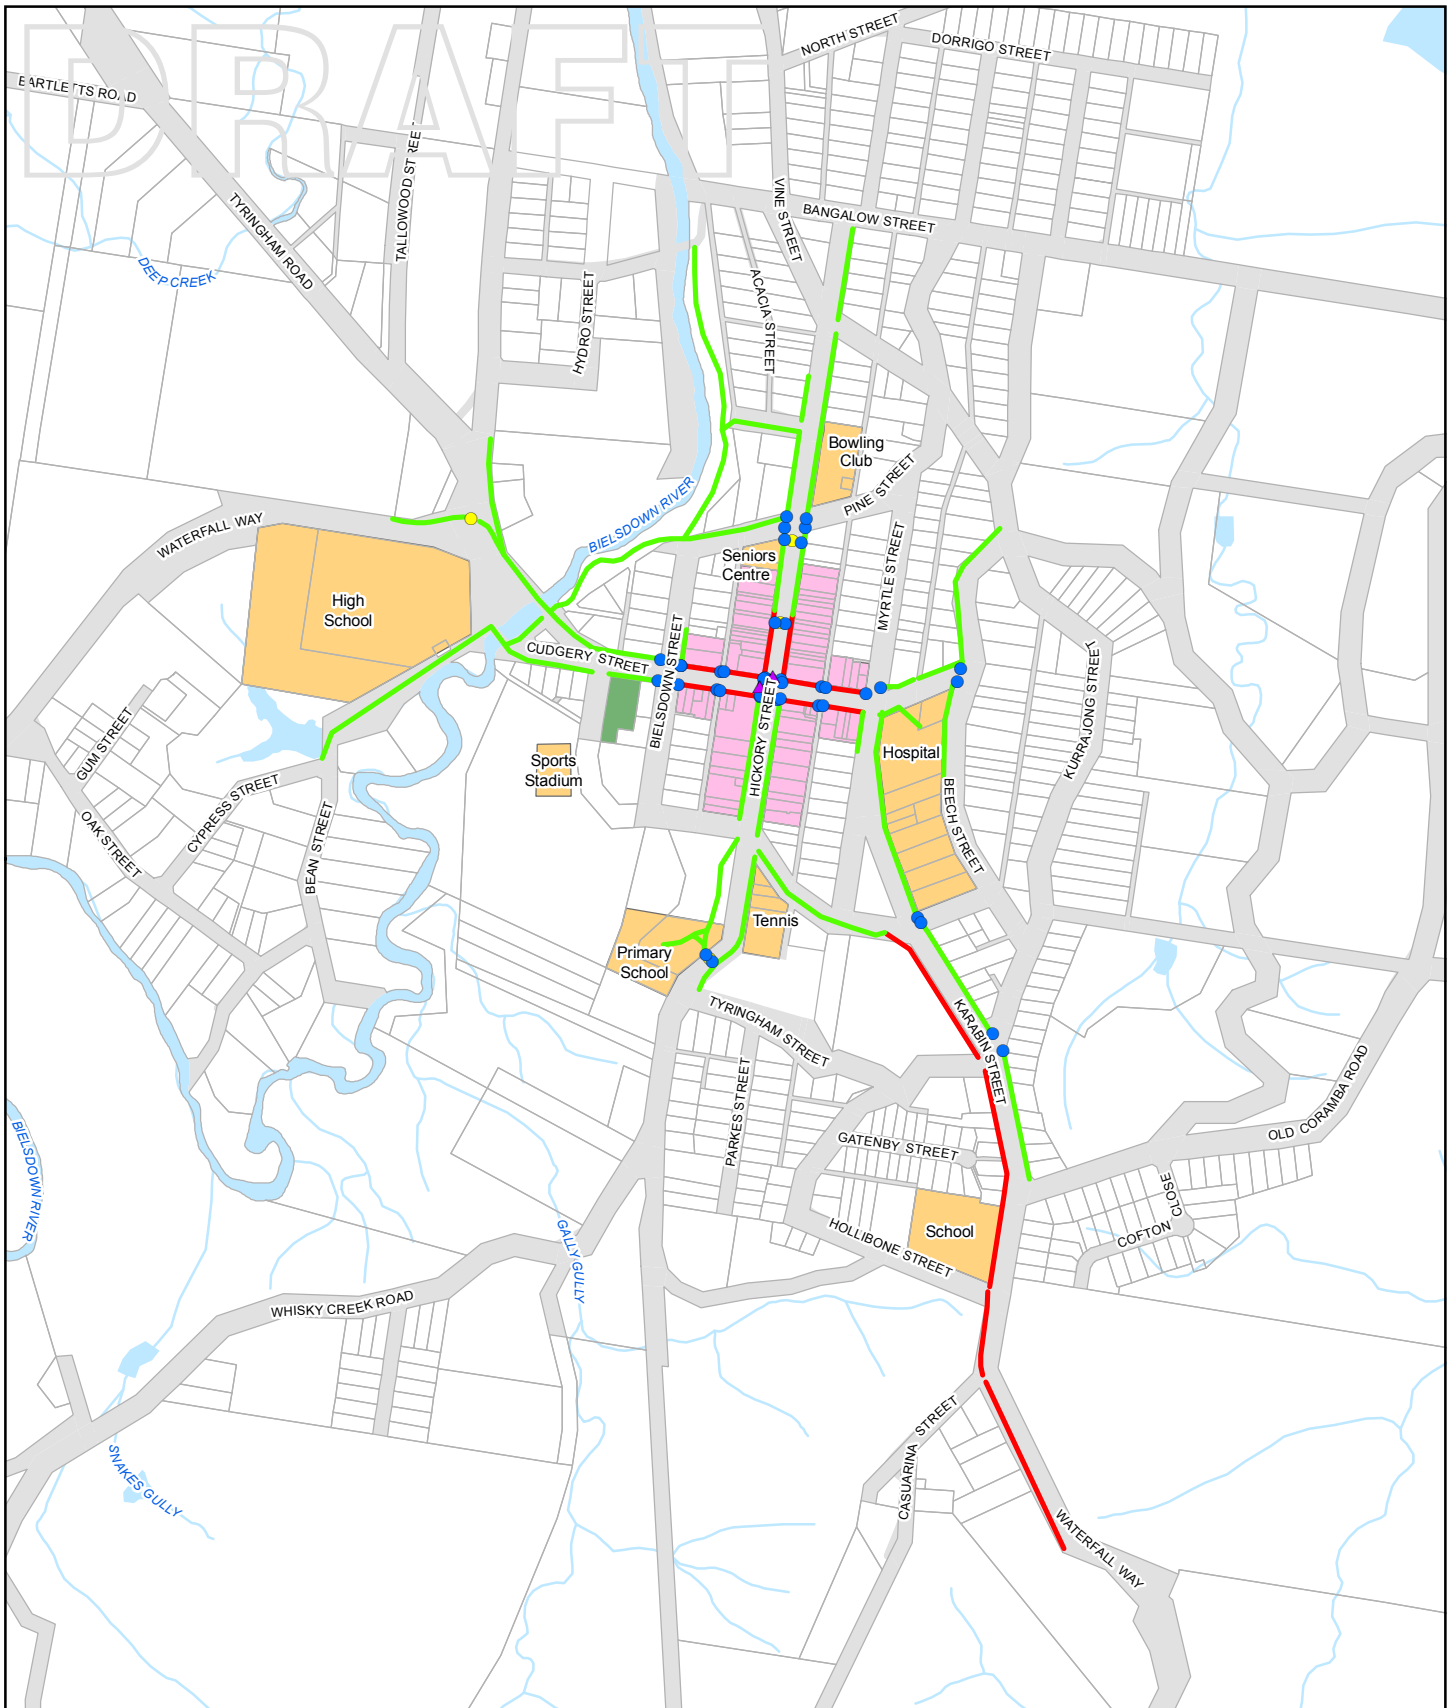 DRAFT
NORTH STREET
DORRIGO STREET
BARTLETTS ROAD
TALLOWOOD STREET
TYRINGHAM ROAD
VINE STREET
BANGALOW STREET
DEEP CREEK
ACACIA STREET
HYDRO STREET
Bowling
Club
PINE STREET
BIELSDOWN RIVER
WATERFALL WAY
Seniors
Centre
MYRTLE STREET
High
School
CUDGERY STREET
BIELSDOWN STREET
HICKORY STREET
KURRAJONG STREET
GUM STREET
Sports
Stadium
Hospital
CYPRESS STREET
OAK STREET
BEAN STREET
BEECH STREET
Tennis
Primary
School
TYRINGHAM STREET
KARABIN STREET
PARKES STREET
OLD CORAMBA ROAD
GATENBY STREET
BIELSDOWN RIVER
School
HOLLIBONE STREET
COFTON
CLOSE
GALLY GULLY
WHISKY CREEK ROAD
CASUARINA STREET
SNAKES GULLY
WATERFALL WAY